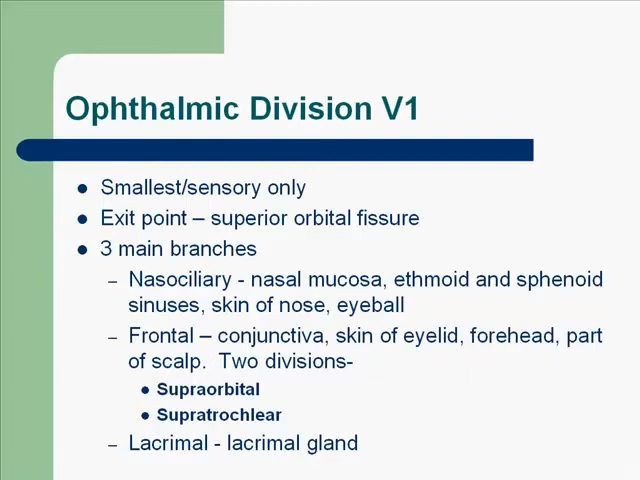 Ophthalmic Division V1
● Smallest/sensory only
● Exit point – superior orbital fissure
● 3 main branches
– Nasociliary - nasal mucosa, ethmoid and sphenoid
sinuses, skin of nose, eyeball
– Frontal – conjunctiva, skin of eyelid, forehead, part
of scalp.  Two divisions-
● Supraorbital
● Supratrochlear
– Lacrimal - lacrimal gland